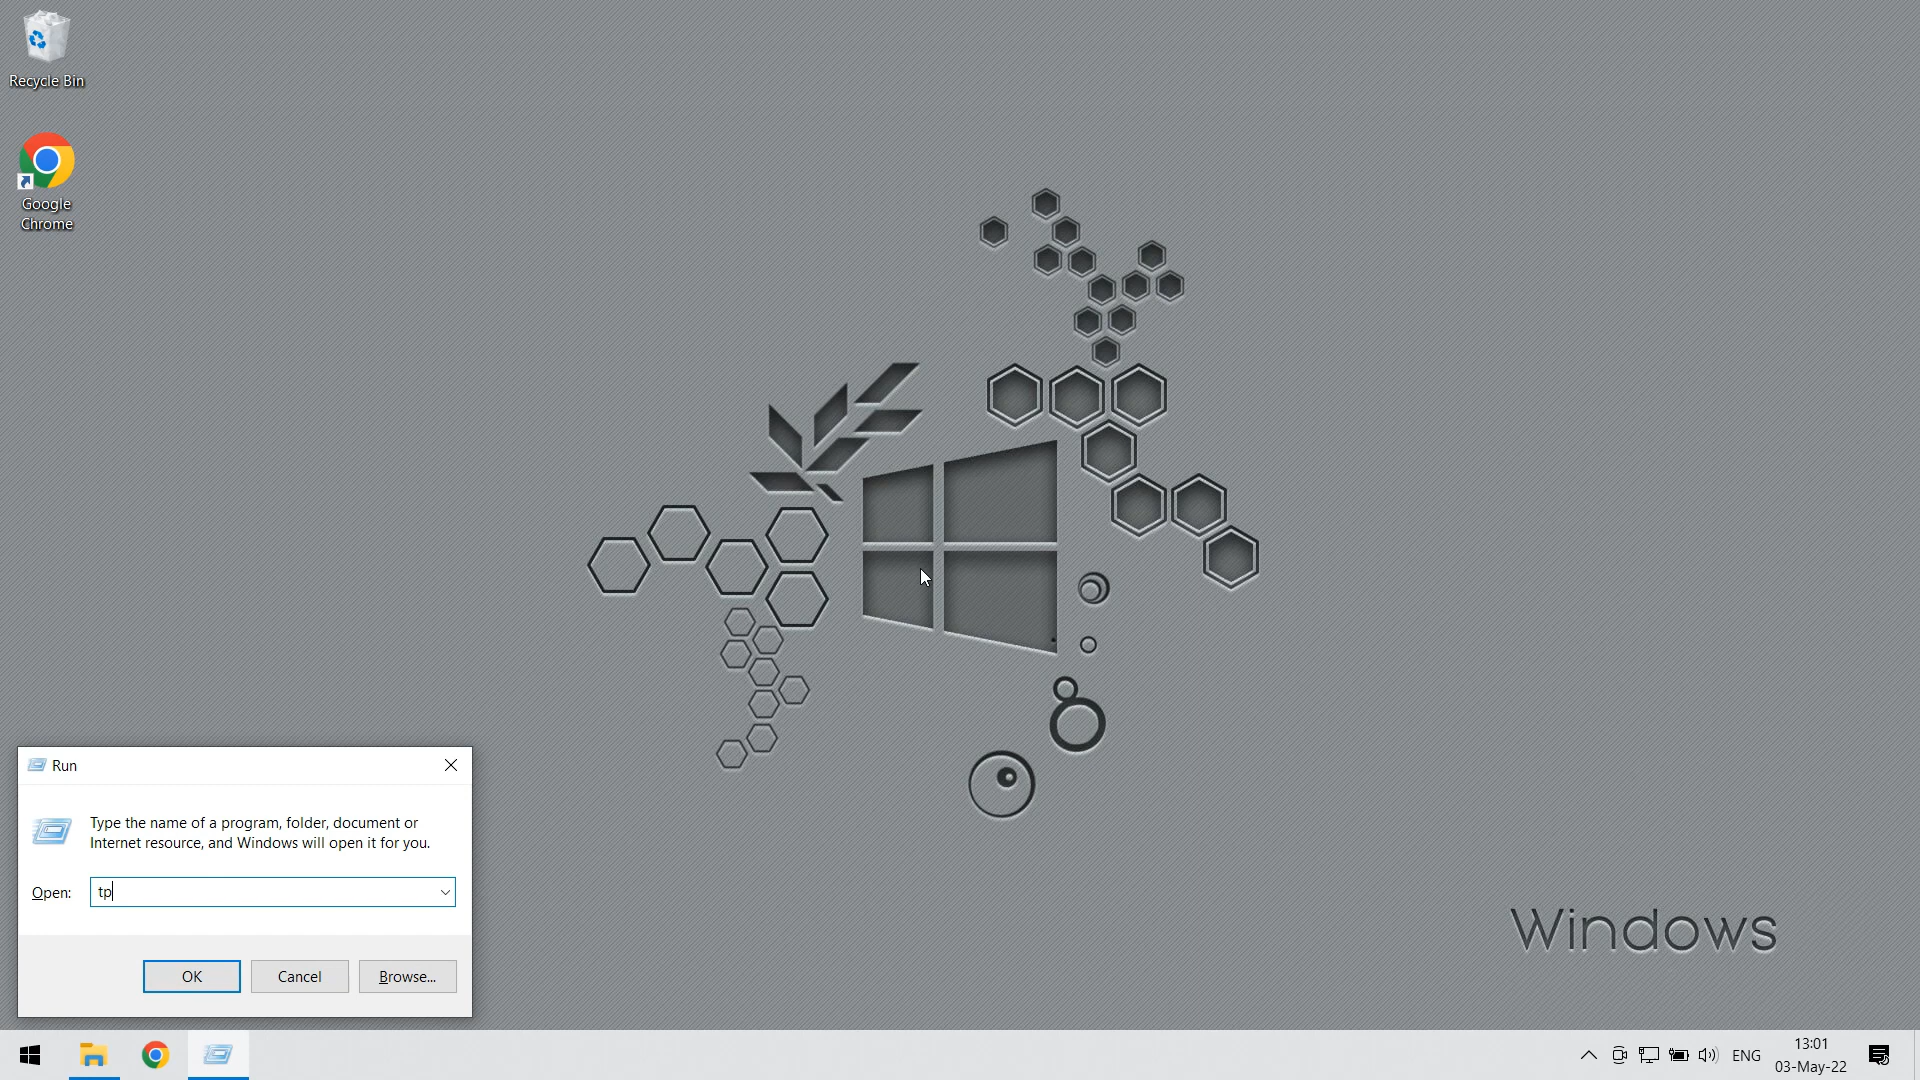 Recycle Bin
Google
Chrome
Windows
Run
Type the name of a program, folder, document or
Internet resource, and Windows will open it for you.
Open: tp
OK Cancel Browse...
ENG
13:01
03-May-22